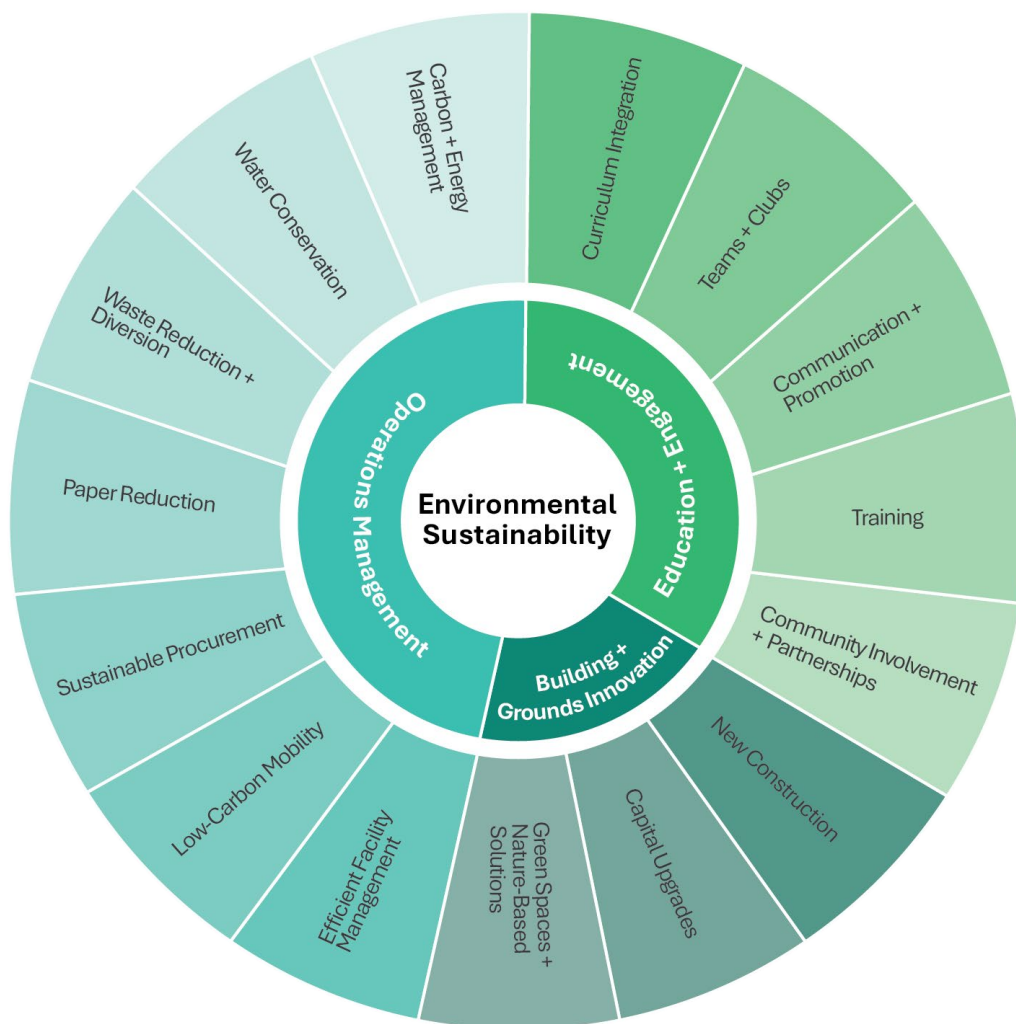 Environmental
Sustainability
Education + Engagement
Building +
Grounds Innovation
Operations Management
Curriculum Integration
Teams + Clubs
Communication +
Promotion
Training
Community Involvement
+ Partnerships
New Construction
Capital Upgrades
Green Spaces +
Nature-Based
Solutions
Efficient Facility
Management
Low-Carbon Mobility
Sustainable Procurement
Paper Reduction
Waste Reduction +
Diversion
Water Conservation
Carbon + Energy
Management